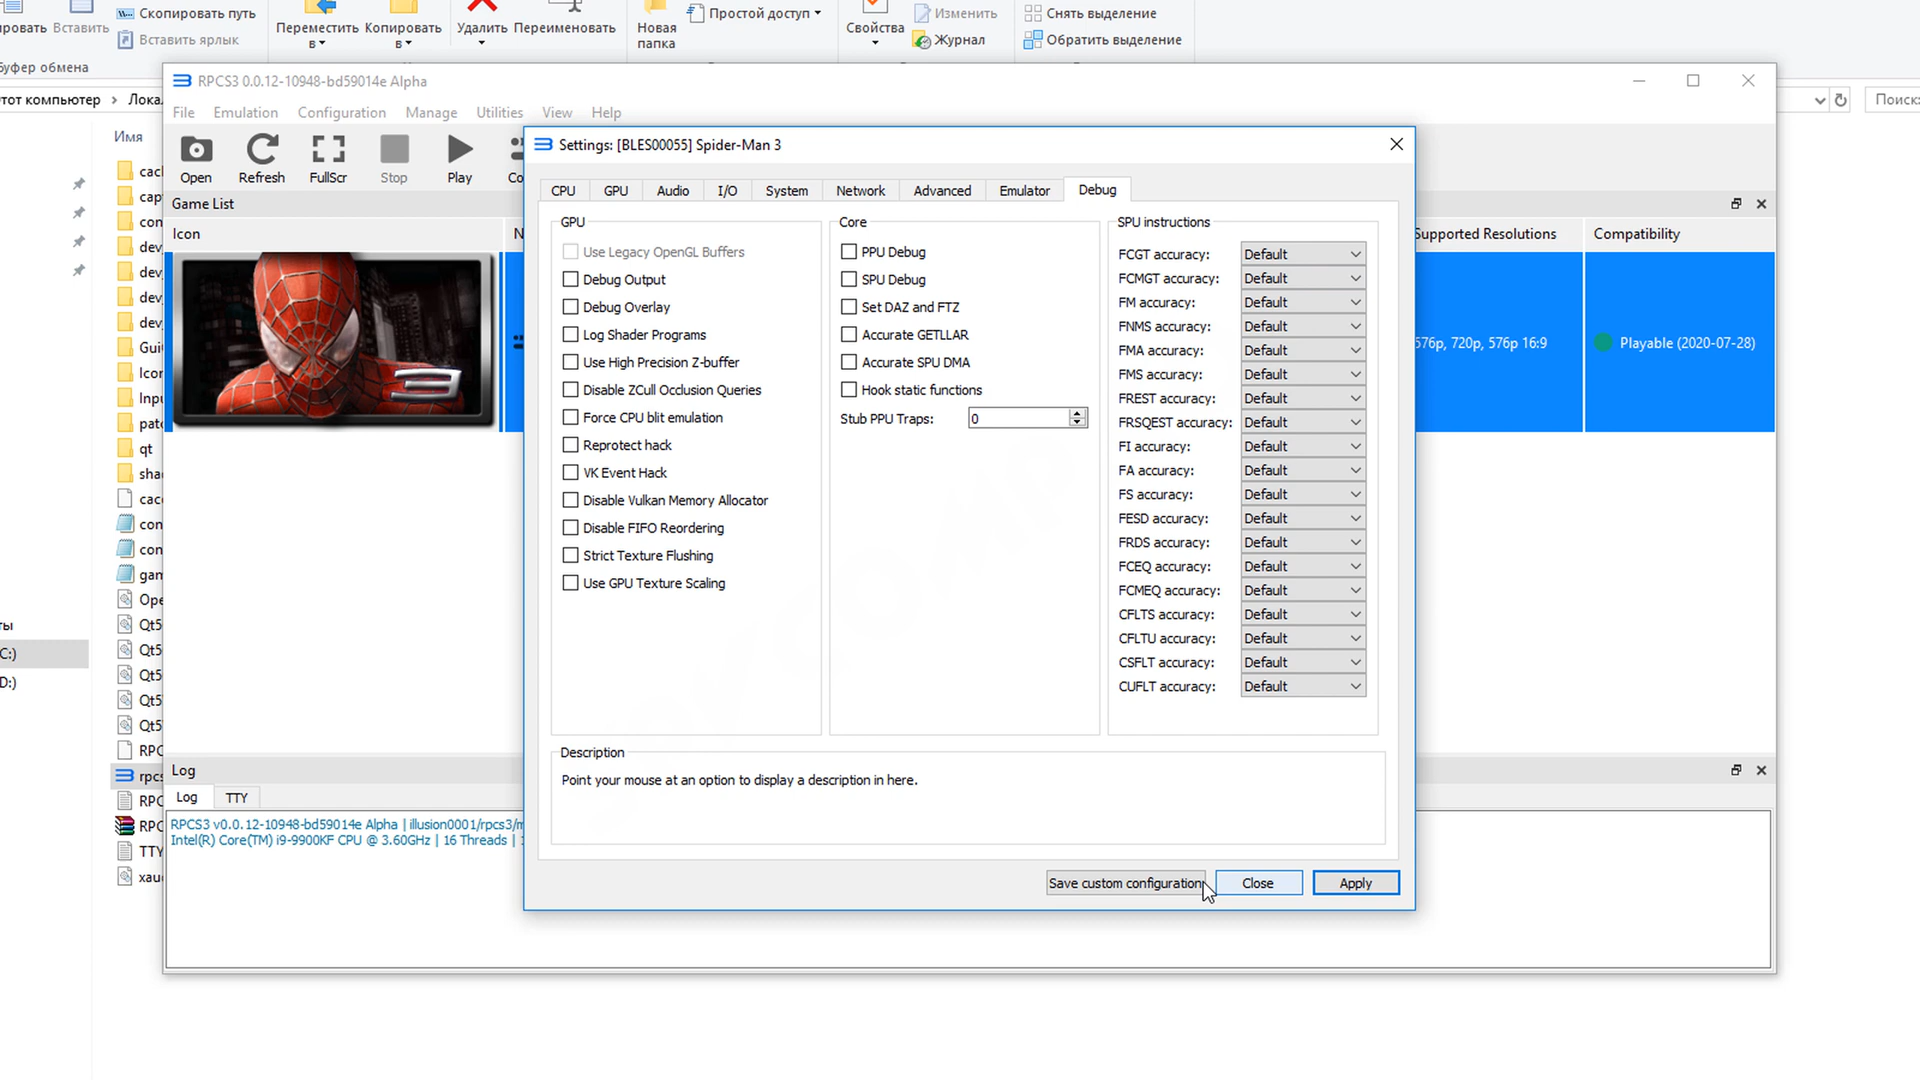 Скопировать путь
Вставить
Вставить ярлык
Переместить в
Копировать в
Удалить
Переименовать
Новая папка
Простой доступ
Свойства
Изменить
Журнал
Снять выделение
Обратить выделение
обмена
RPCS3 0.0.12-10948-bd59014e Alpha
компьютер
Имя
File Emulation Configuration Manage Utilities View Help
Open Refresh FullScr Stop Play
Game List
Icon
Supported Resolutions
Compatibility
576p, 720p, 576p 16:9
Playable (2020-07-28)
3
Settings: [BLES00055] Spider-Man 3
CPU GPU Audio I/O System Network Advanced Emulator Debug
GPU
Use Legacy OpenGL Buffers
Debug Output
Debug Overlay
Log Shader Programs
Use High Precision Z-buffer
Disable ZCull Occlusion Queries
Force CPU blit emulation
Reprotect hack
VK Event Hack
Disable Vulkan Memory Allocator
Disable FIFO Reordering
Strict Texture Flushing
Use GPU Texture Scaling
Core
PPU Debug
SPU Debug
Set DAZ and FTZ
Accurate GETLLAR
Accurate SPU DMA
Hook static functions
Stub PPU Traps: 0
SPU instructions
FCGT accuracy: Default
FCMGT accuracy: Default
FM accuracy: Default
FNMS accuracy: Default
FMA accuracy: Default
FMS accuracy: Default
FREST accuracy: Default
FRSQEST accuracy: Default
FI accuracy: Default
FA accuracy: Default
FS accuracy: Default
FESD accuracy: Default
FRDS accuracy: Default
FCEQ accuracy: Default
FCMEQ accuracy: Default
CFLTS accuracy: Default
CFLTU accuracy: Default
CSFLT accuracy: Default
CUFLT accuracy: Default
Description
Point your mouse at an option to display a description in here.
Save custom configuration
Close
Apply
qt
C:)
D:)
Log
Log TTY
RPCS3 v0.0.12-10948-bd59014e Alpha | illusion0001/rpcs3/
Intel(R) Core(TM) i9-9900KF CPU @ 3.60GHz | 16 Threads |